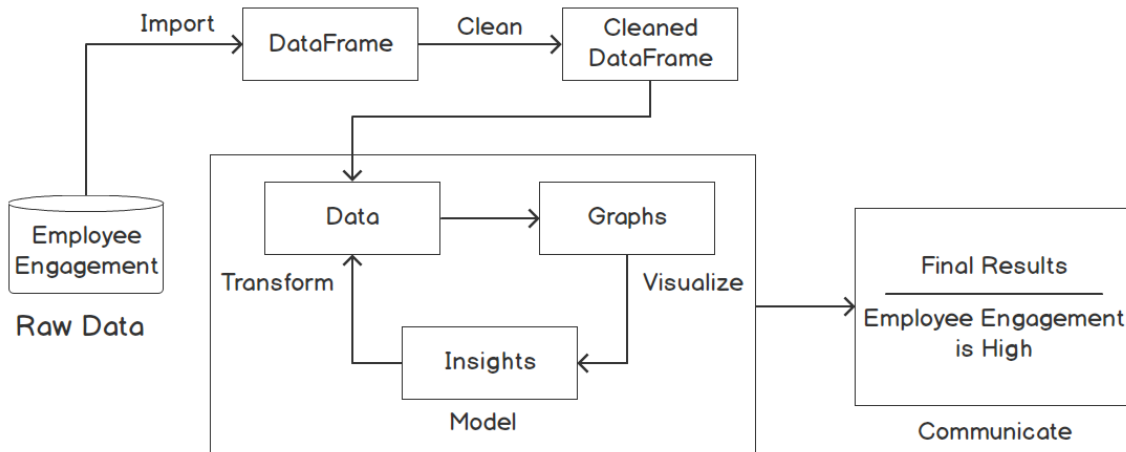 Import
DataFrame
Clean
Cleaned
DataFrame
Employee
Engagement
Raw Data
Data
Graphs
Transform
Visualize
Insights
Model
Final Results
Employee Engagement
is High
Communicate